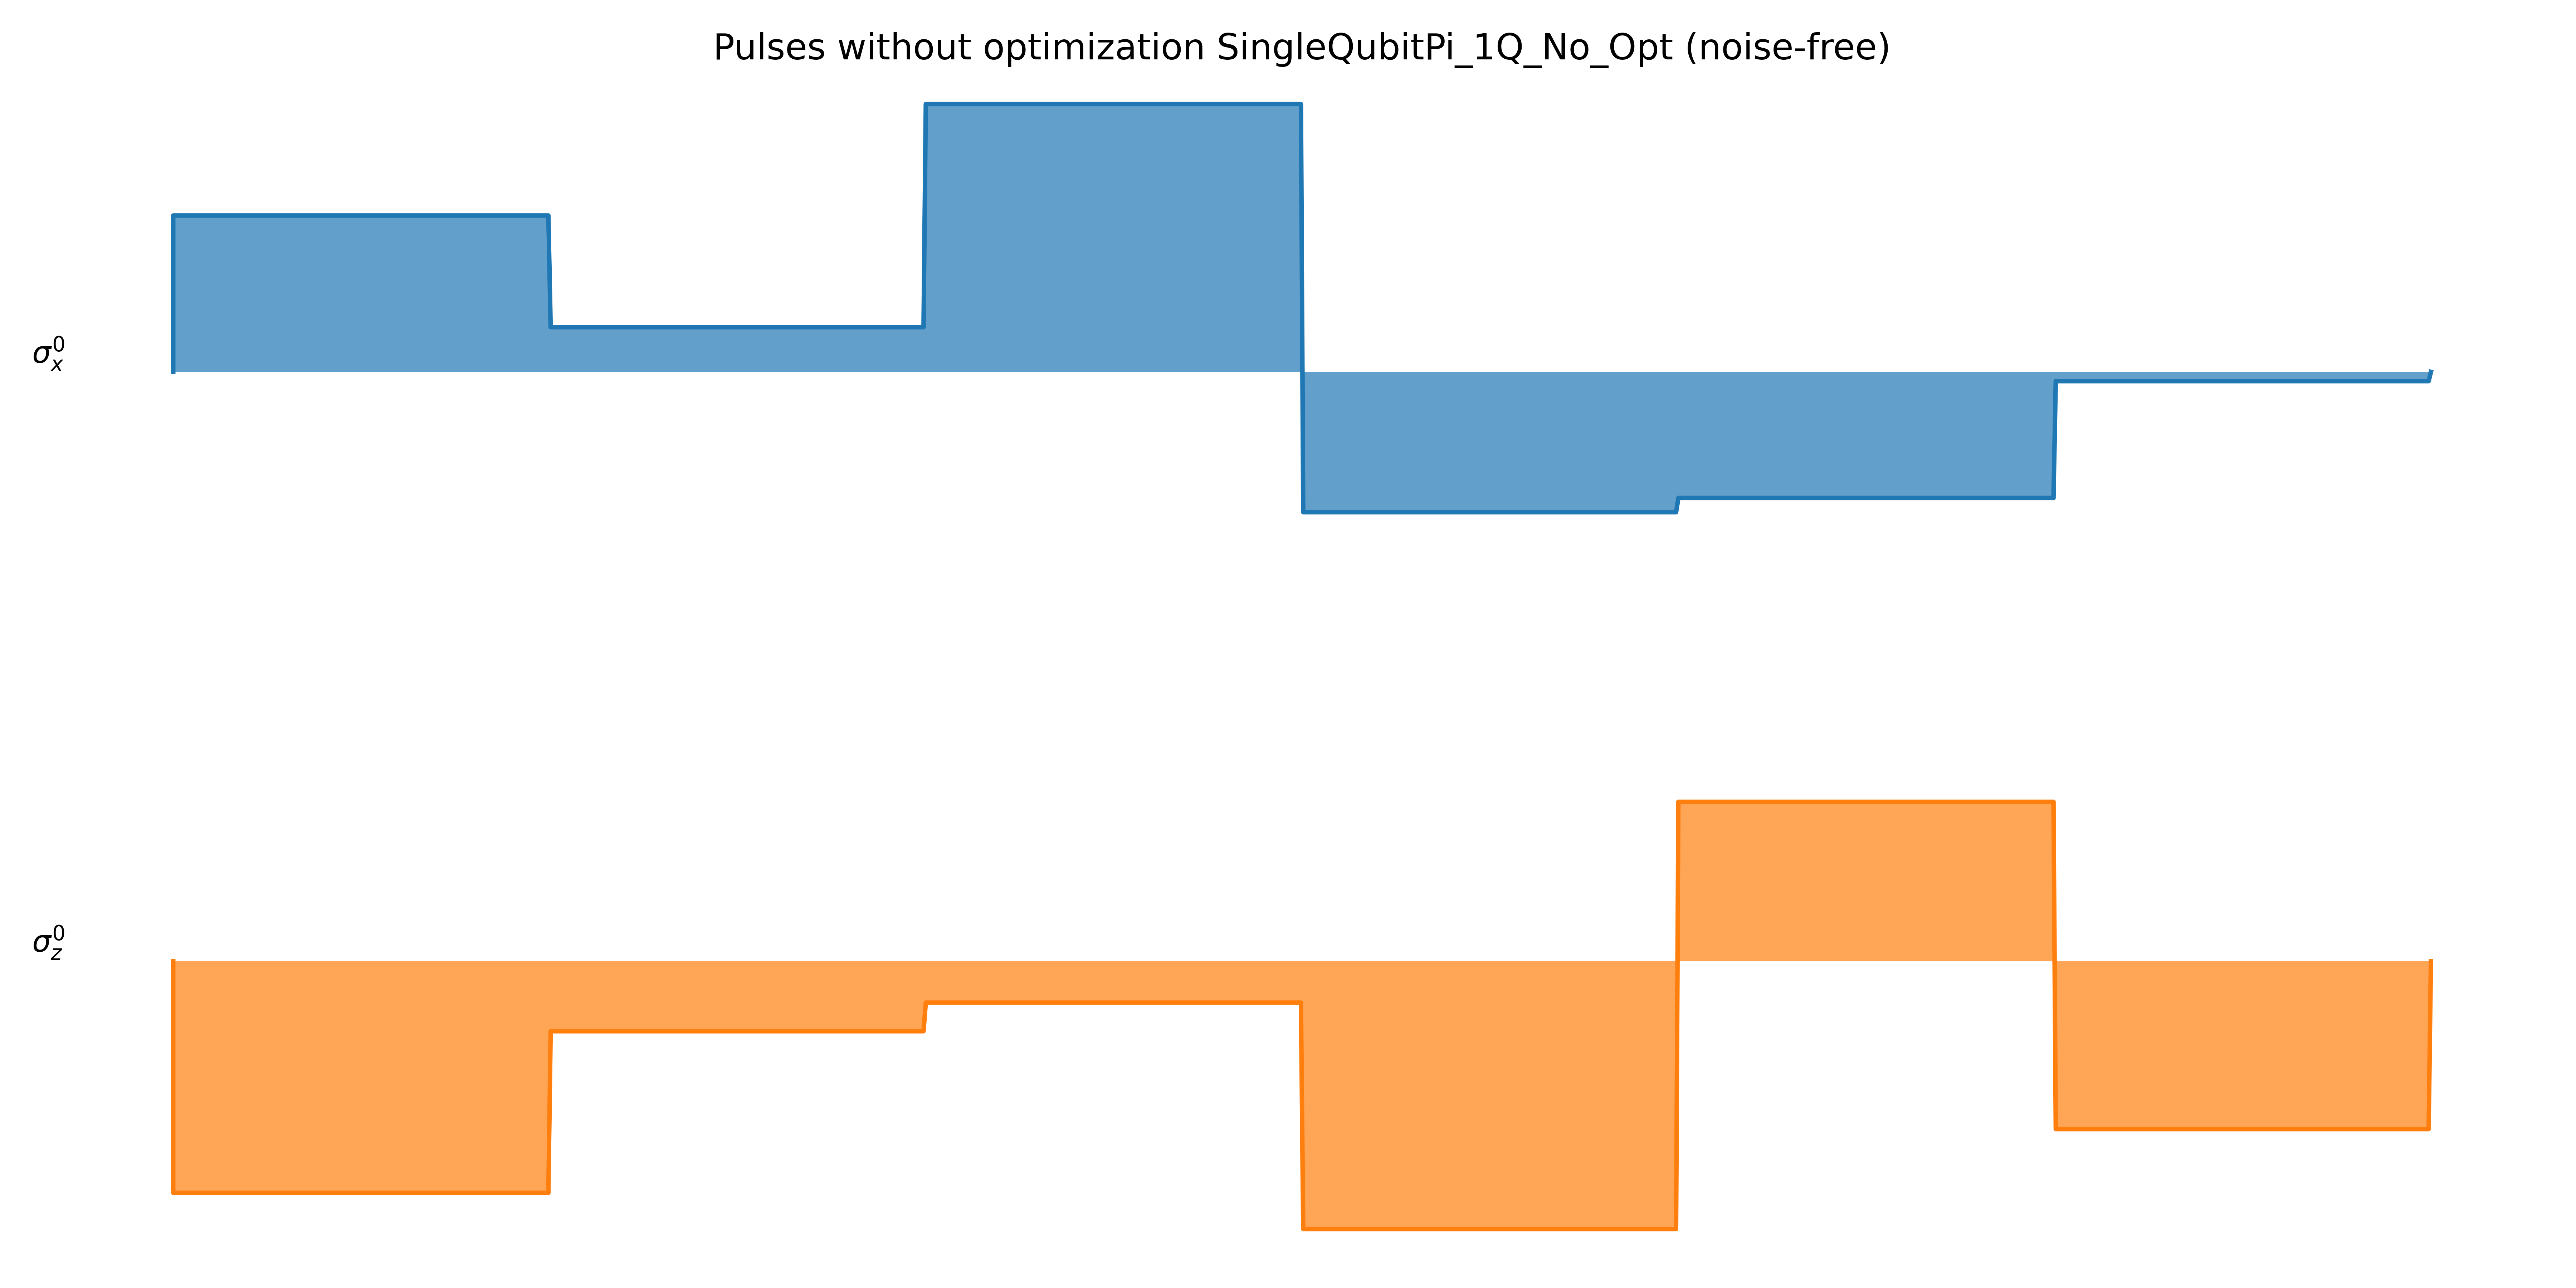 Pulses without optimization SingleQubitPi_1Q_No_Opt (noise-free)
σ_x^0
σ_z^0